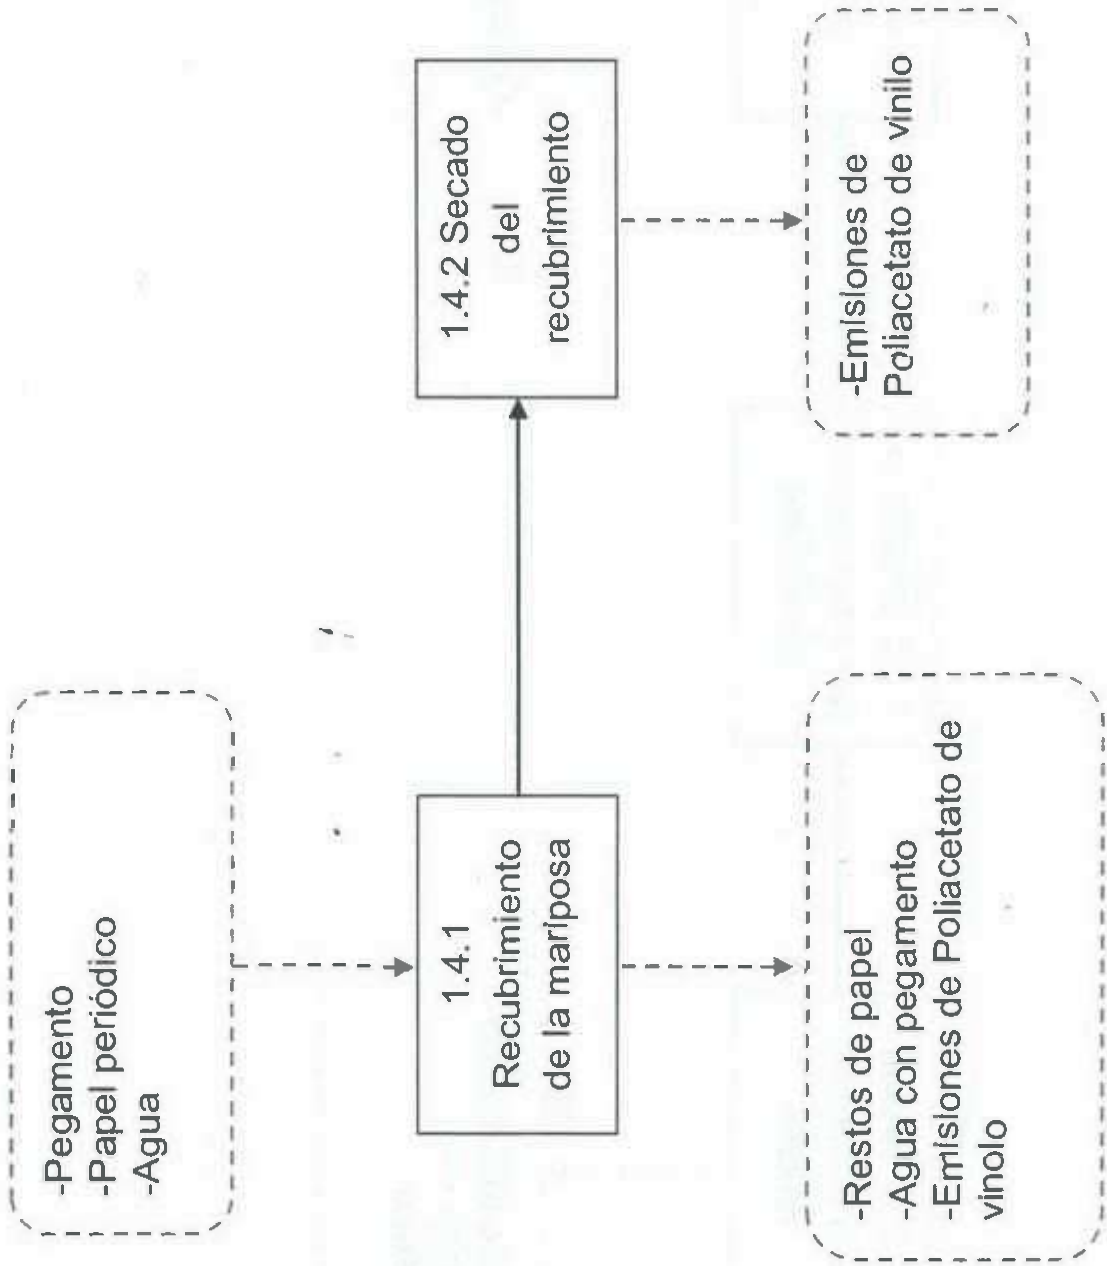 -Pegamento
-Papel periódico
-Agua
1.4.1
Recubrimiento
de la mariposa
1.4.2 Secado
del
recubrimiento
-Restos de papel
-Agua con pegamento
-Emisiones de Poliacetato de
vinolo
-Emisiones de
Poliacetato de vinilo